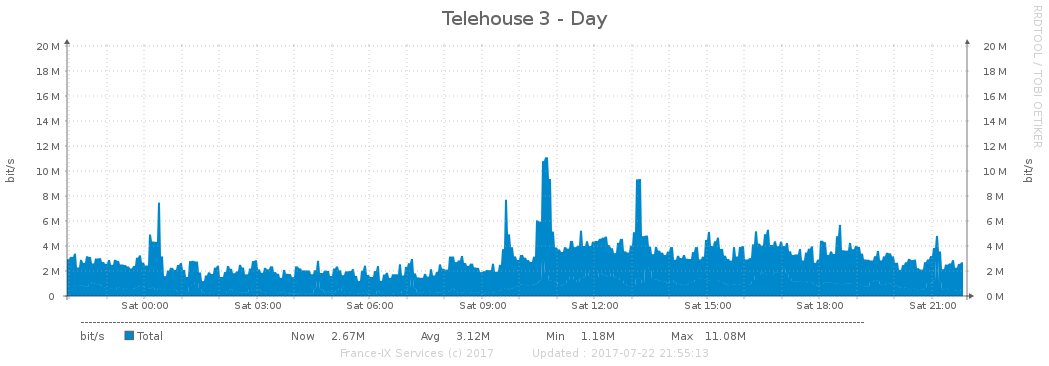 Telehouse 3 - Day
RRDTOOL / TOBI OETIKER
20 M 20 M
18 M 18 M
16 M 16 M
14 M 14 M
12 M 12 M
10 M 10 M
8 M 8 M
6 M 6 M
4 M 4 M
2 M 2 M
0 0 M
bit/s bit/s
Sat 00:00 Sat 03:00 Sat 06:00 Sat 09:00 Sat 12:00 Sat 15:00 Sat 18:00 Sat 21:00
bit/s Total Now 2.67M Avg 3.12M Min 1.18M Max 11.08M
France-IX Services (c) 2017 Updated : 2017-07-22 21:55:13